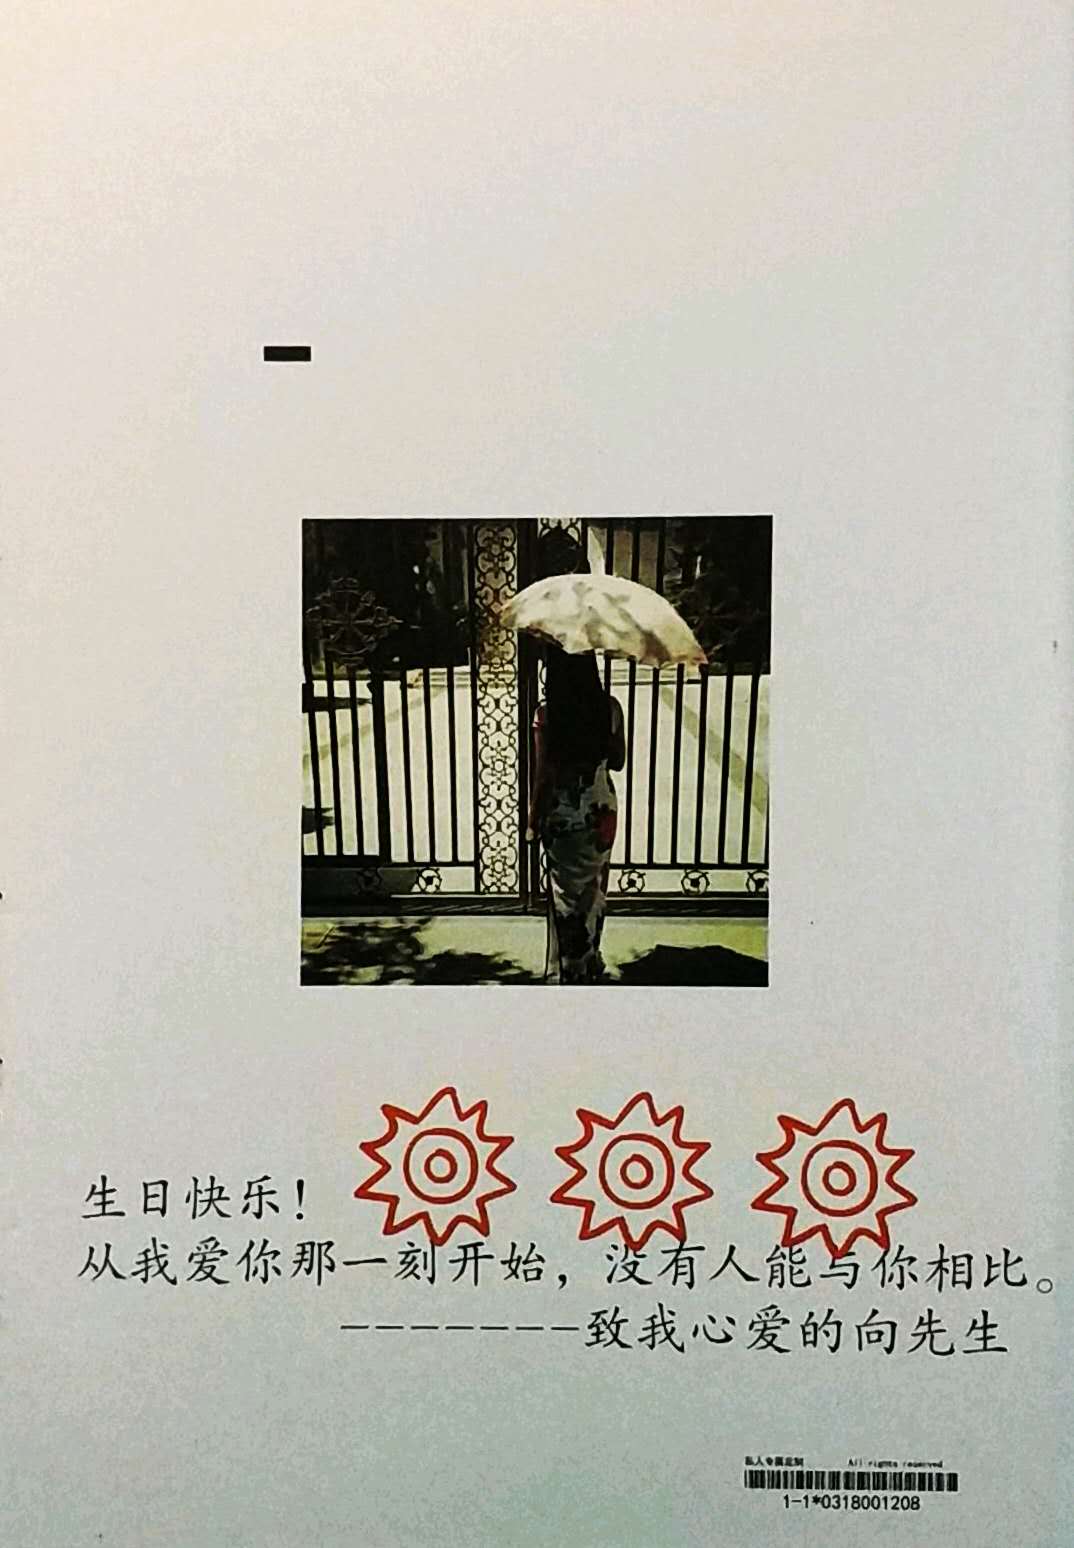 生日快乐！
从我爱你那一刻开始，没有人能与你相比。
-------致我心爱的向先生
私人专属定制 All rights reserved
1-1*0318001208